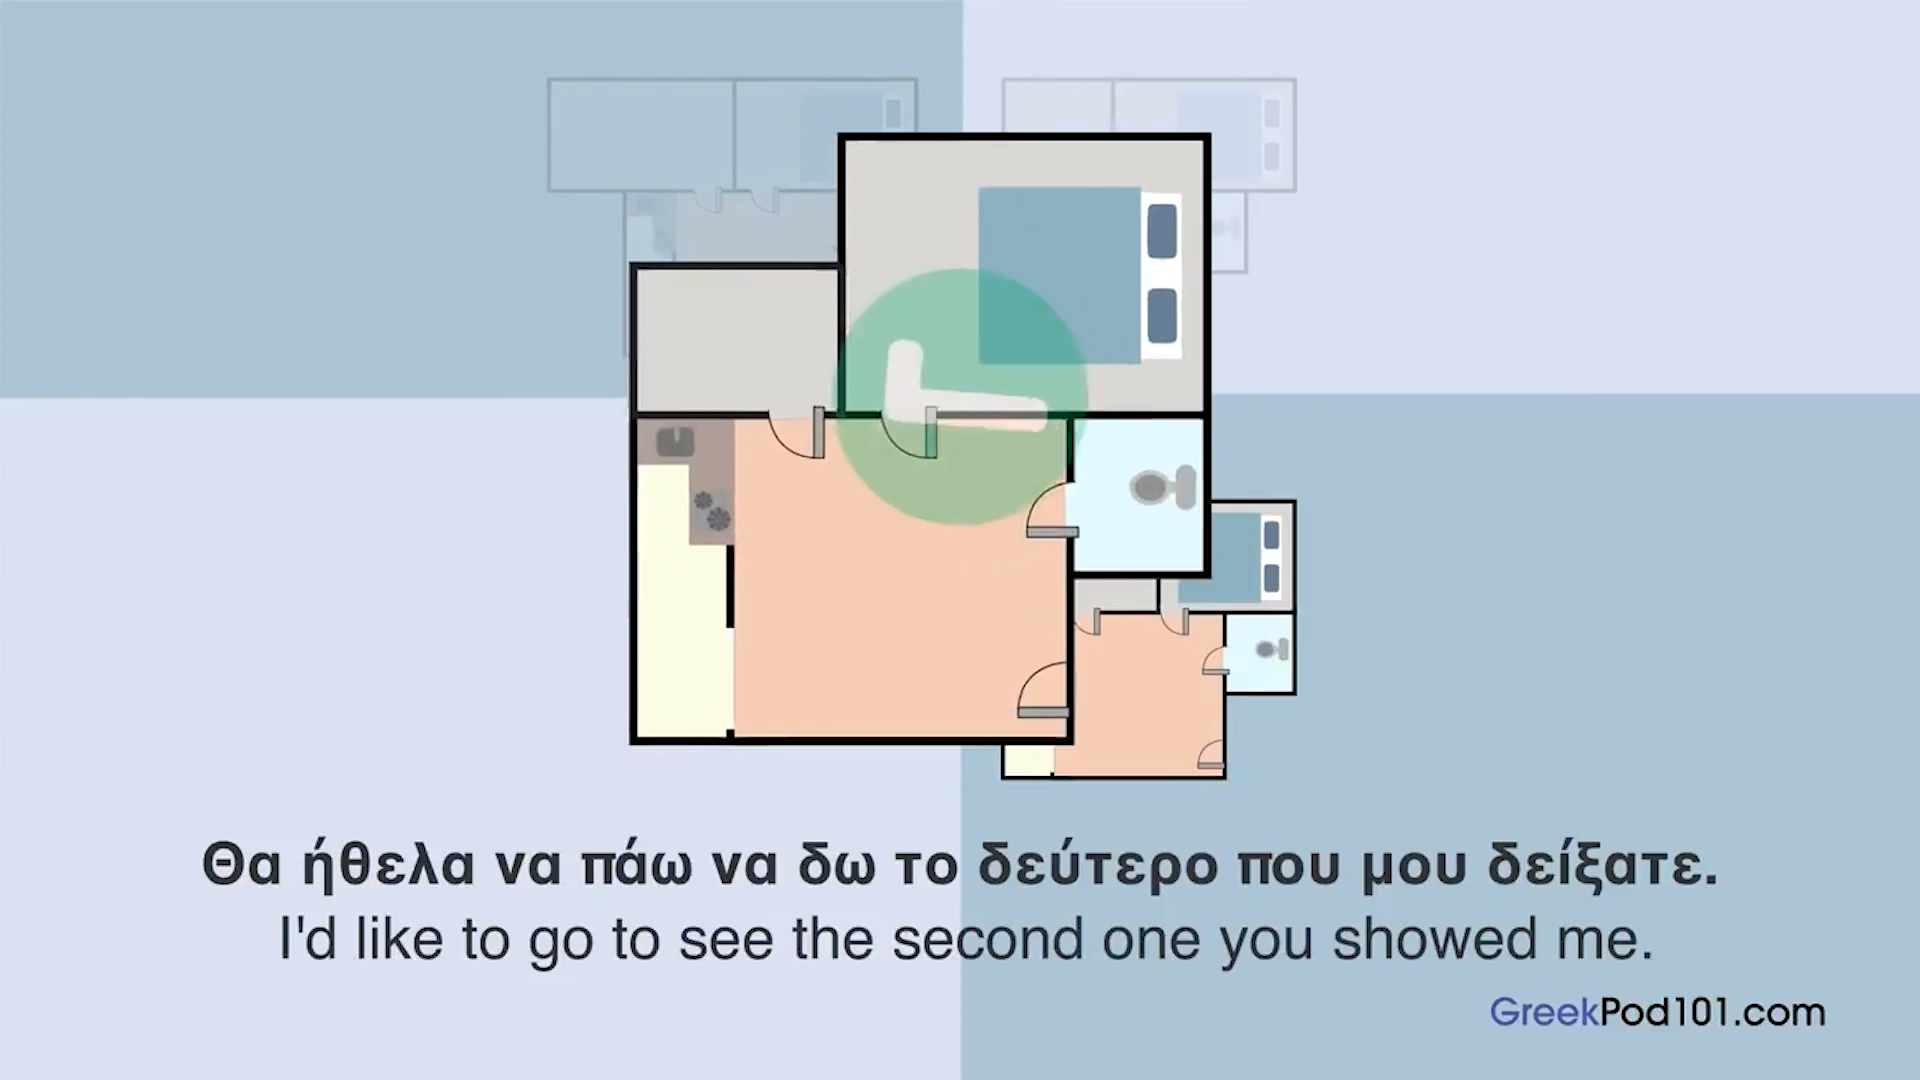 Θα ήθελα να πάω να δω το δεύτερο που μου δείξατε.
I'd like to go to see the second one you showed me.
GreekPod101.com